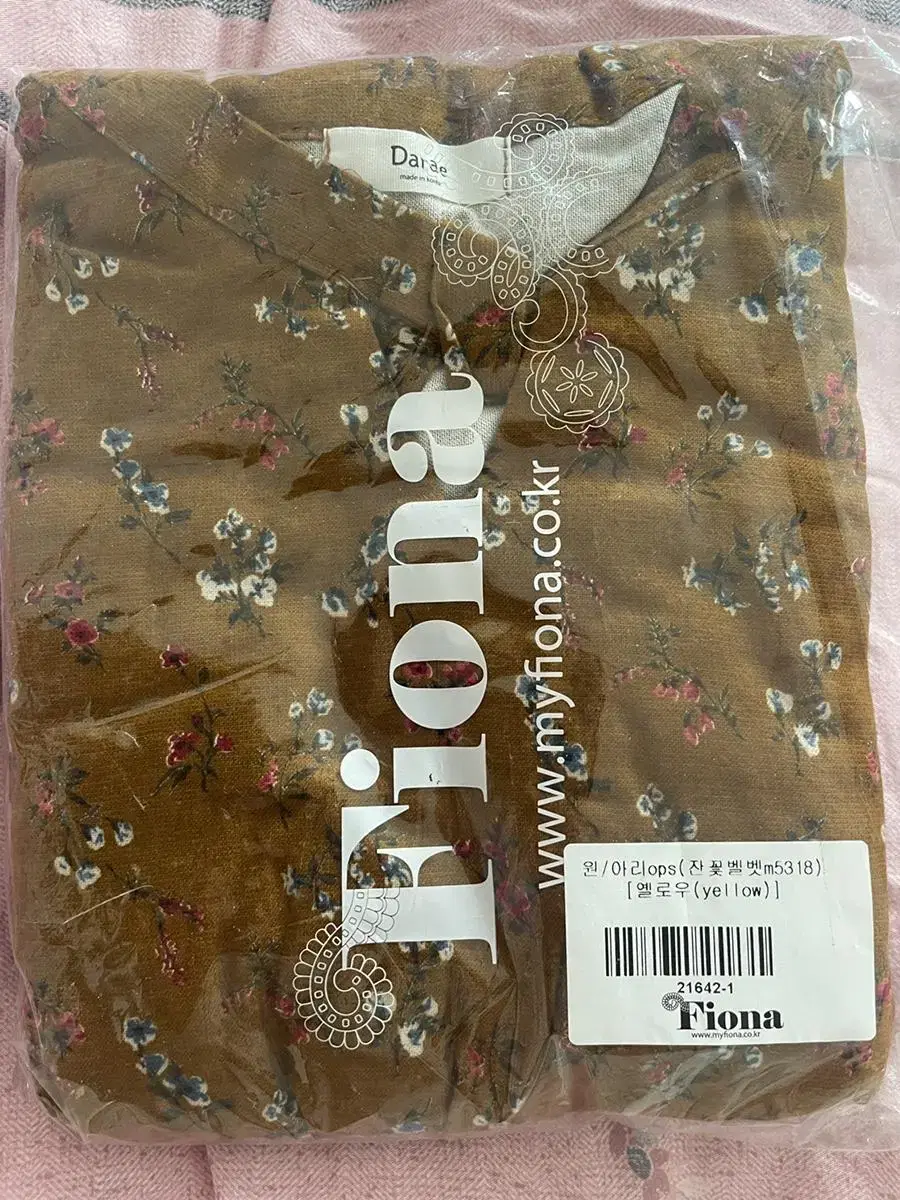 Darae
made in korea
Fiona
www.myfiona.co.kr
원/아리ops(잔꽃벨벳m5318)
[옐로우(yellow)]
21642-1
Fiona
www.myfiona.co.kr